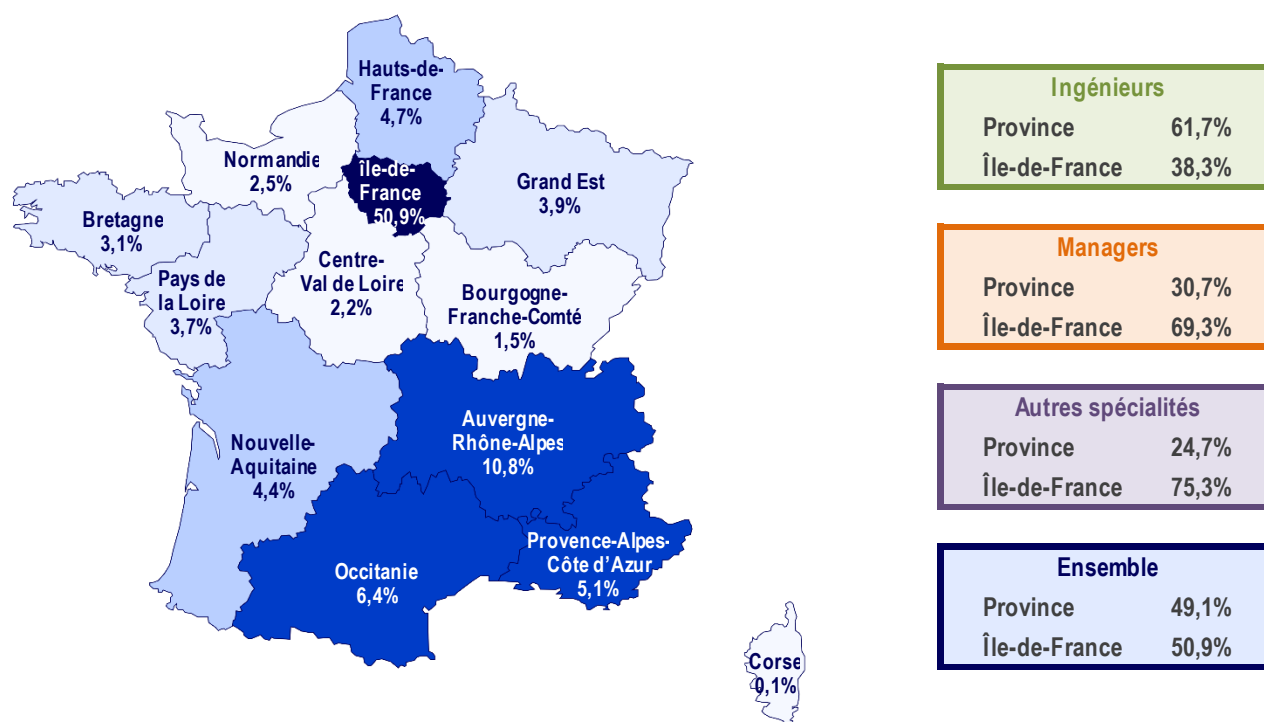 Hauts-de-
France
4,7%
Normandie
2,5%
île-de-
France
50,9%
Grand Est
3,9%
Bretagne
3,1%
Pays de
la Loire
3,7%
Centre-
Val de Loire
2,2%
Bourgogne-
Franche-Comté
1,5%
Nouvelle-
Aquitaine
4,4%
Auvergne-
Rhône-Alpes
10,8%
Occitanie
6,4%
Provence-Alpes-
Côte d’Azur
5,1%
Corse
0,1%
Ingénieurs
Province 61,7%
Île-de-France 38,3%
Managers
Province 30,7%
Île-de-France 69,3%
Autres spécialités
Province 24,7%
Île-de-France 75,3%
Ensemble
Province 49,1%
Île-de-France 50,9%